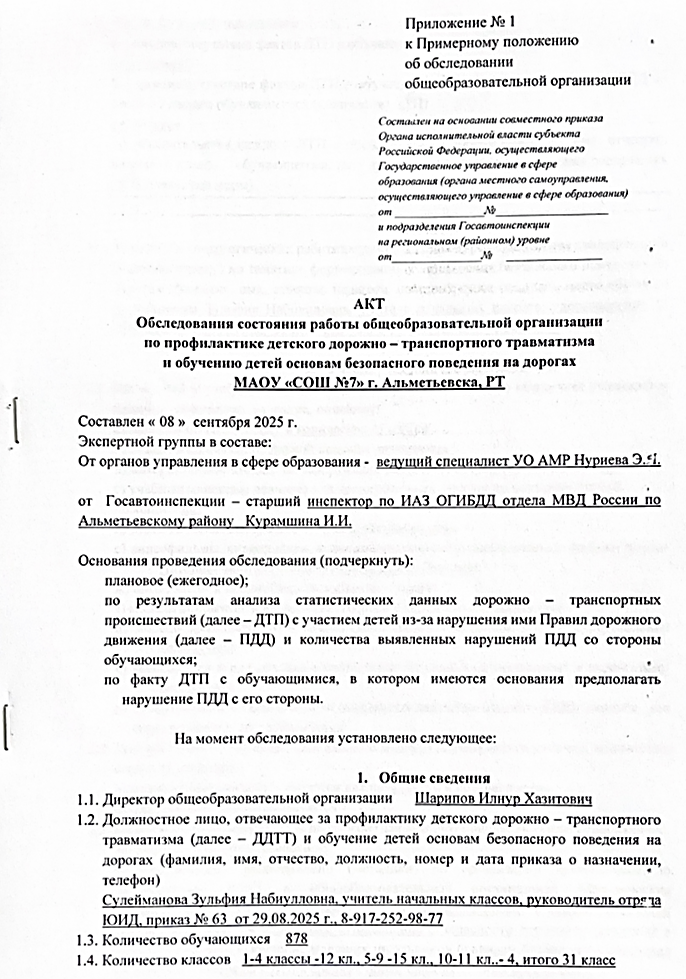 Приложение № 1
к Примерному положению
об обследовании
общеобразовательной организации
Составлен на основании совместного приказа
Органа исполнительной власти субъекта
Российской Федерации, осуществляющего
Государственное управление в сфере
образования (органа местного самоуправления,
осуществляющего управление в сфере образования)
от ________________№____________________
и подразделения Госавтоинспекции
на региональном (районном) уровне
от________________№ _________________
АКТ
Обследования состояния работы общеобразовательной организации
по профилактике детского дорожно – транспортного травматизма
и обучению детей основам безопасного поведения на дорогах
МАОУ «СОШ №7» г. Альметьевска, РТ
Составлен « 08 » сентября 2025 г.
Экспертной группы в составе:
От органов управления в сфере образования - ведущий специалист УО АМР Нуриева
от Госавтоинспекции – старший инспектор по ИАЗ ОГИБДД отдела МВД России по
Альметьевскому району Курамшина И.И.
Основания проведения обследования (подчеркнуть):
плановое (ежегодное);
по результатам анализа статистических данных дорожно – транспортных
происшествий (далее – ДТП) с участием детей из-за нарушения ими Правил дорожного
движения (далее – ПДД) и количества выявленных нарушений ПДД со стороны
обучающихся;
по факту ДТП с обучающимися, в котором имеются основания предполагать
нарушение ПДД с его стороны.
На момент обследования установлено следующее:
1. Общие сведения
1.1. Директор общеобразовательной организации Шарипов Илнур Хазитович
1.2. Должностное лицо, отвечающее за профилактику детского дорожно – транспортного
травматизма (далее – ДДТТ) и обучение детей основам безопасного поведения на
дорогах (фамилия, имя, отчество, должность, номер и дата приказа о назначении,
телефон)
Сулейманова Зульфия Набиулловна, учитель начальных классов, руководитель отряда
ЮИД, приказ № 63 от 29.08.2025 г., 8-917-252-98-77
1.3. Количество обучающихся 878
1.4. Количество классов 1-4 классы -12 кл., 5-9 -15 кл., 10-11 кл..- 4, итого 31 класс